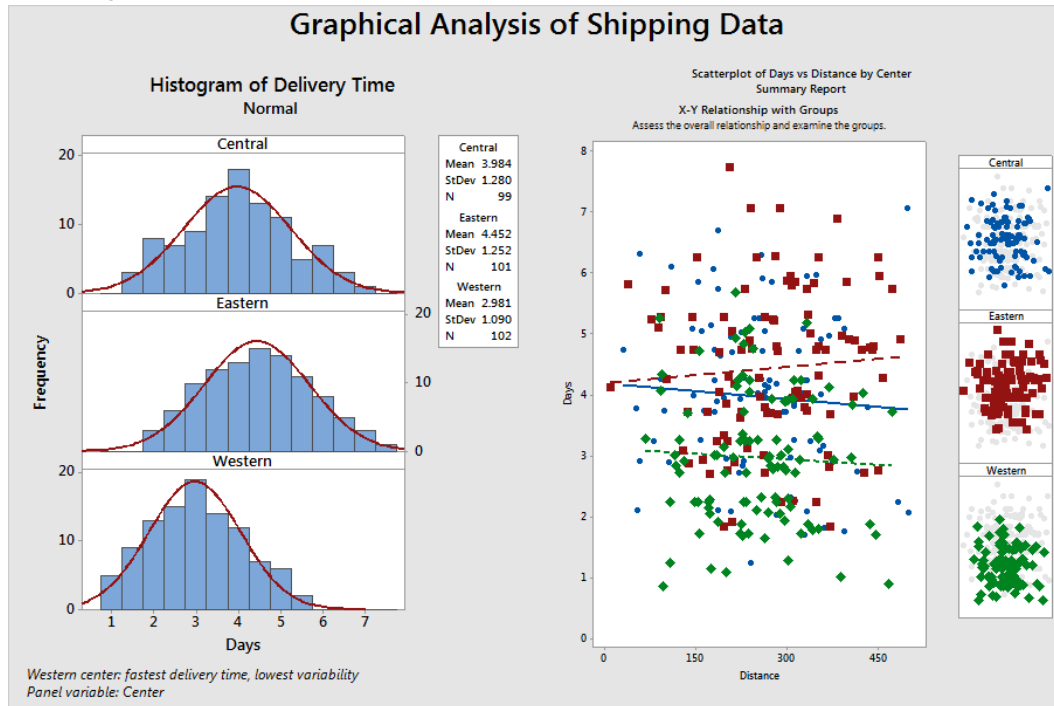 Graphical Analysis of Shipping Data
Histogram of Delivery Time
Normal
Central
20
10
0
Eastern
20
10
0
Western
20
10
0
1 2 3 4 5 6 7
Days
Frequency
Central
Mean 3.984
StDev 1.280
N 99
Eastern
Mean 4.452
StDev 1.252
N 101
Western
Mean 2.981
StDev 1.090
N 102
Western center: fastest delivery time, lowest variability
Panel variable: Center
Scatterplot of Days vs Distance by Center
Summary Report
X-Y Relationship with Groups
Assess the overall relationship and examine the groups.
8
7
6
5
4
3
2
1
0
Days
0 150 300 450
Distance
Central
Eastern
Western